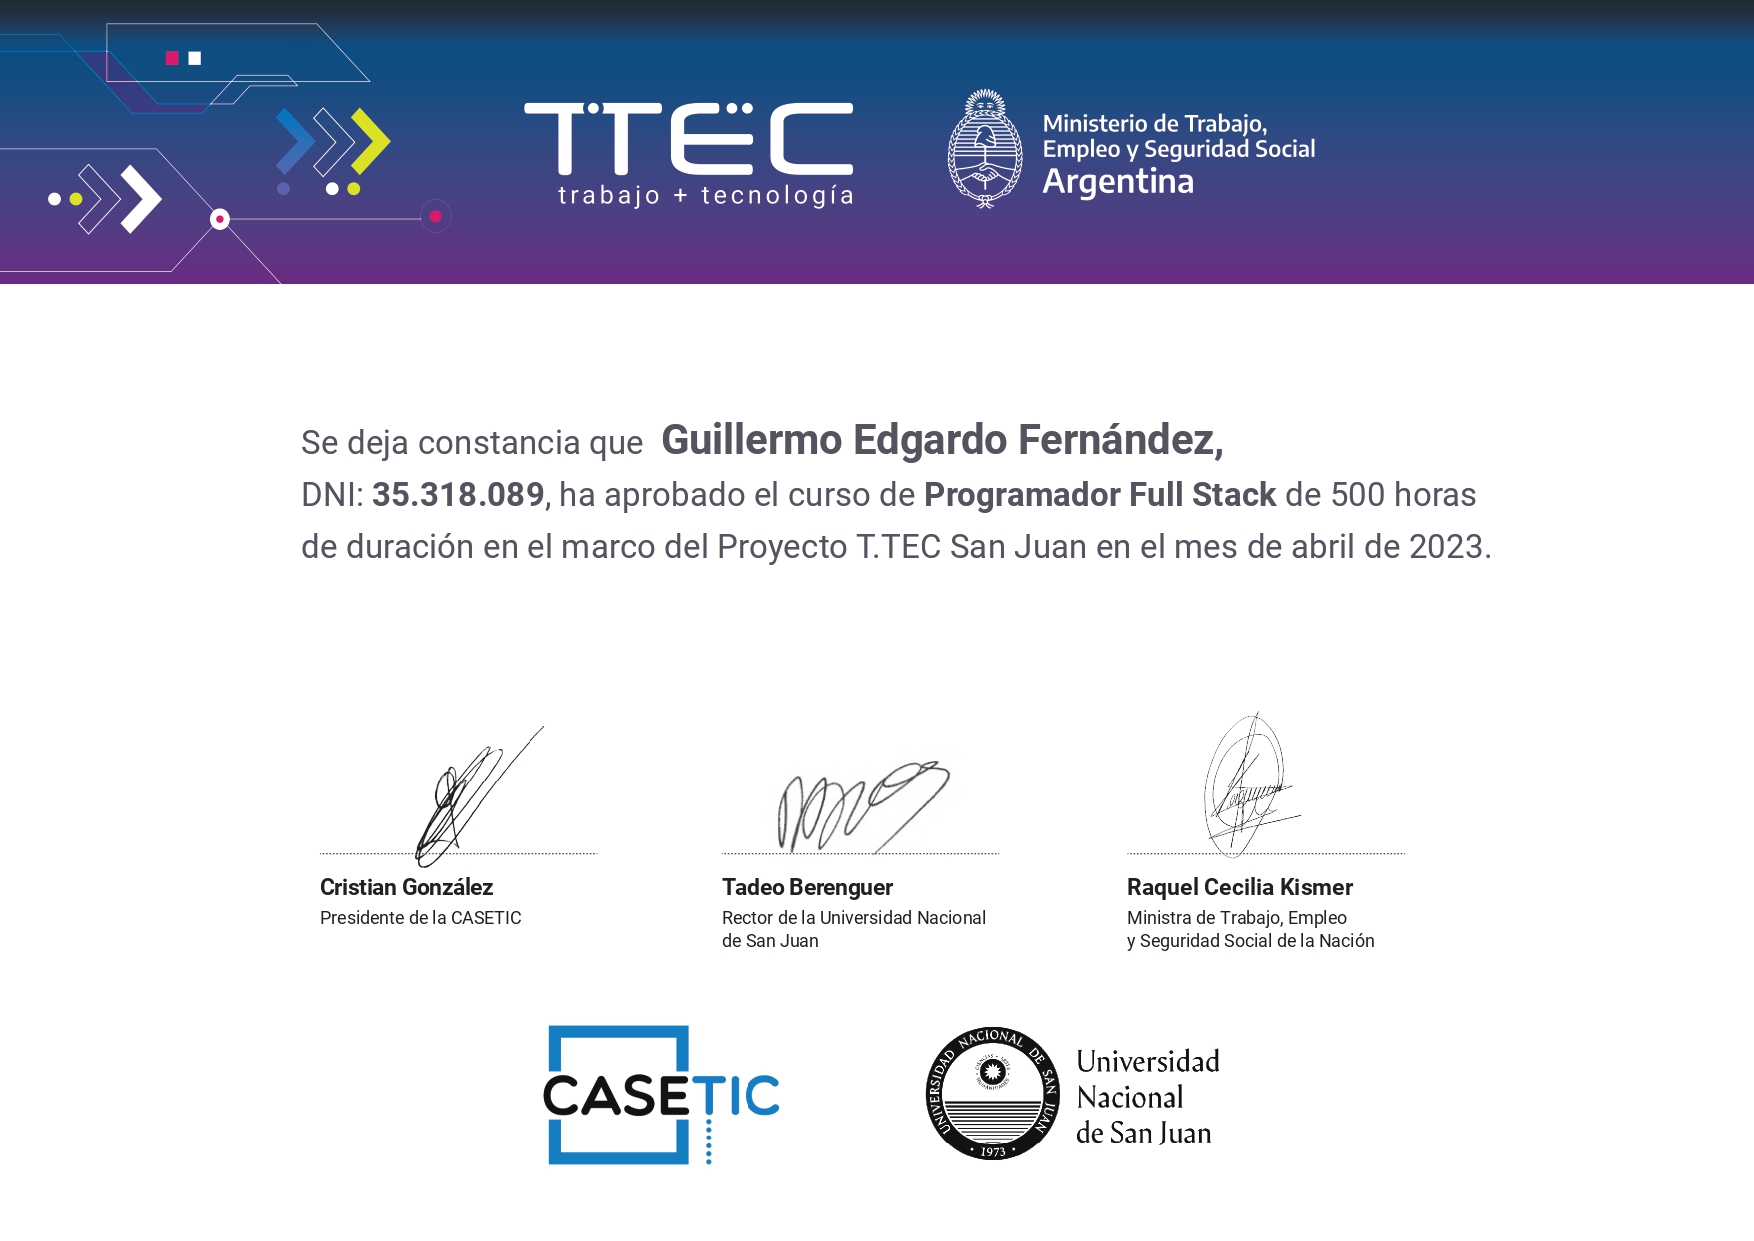 TTEC
trabajo + tecnología
Ministerio de Trabajo,
Empleo y Seguridad Social
Argentina
Se deja constancia que Guillermo Edgardo Fernández,
DNI: 35.318.089, ha aprobado el curso de Programador Full Stack de 500 horas
de duración en el marco del Proyecto T.TEC San Juan en el mes de abril de 2023.
Cristian González
Presidente de la CASETIC
Tadeo Berenguer
Rector de la Universidad Nacional
de San Juan
Raquel Cecilia Kismer
Ministra de Trabajo, Empleo
y Seguridad Social de la Nación
CASETIC
UNIVERSIDAD NACIONAL DE SAN JUAN
CIENCIAS • ARTES
HUMANIDADES
• 1973 •
Universidad
Nacional
de San Juan